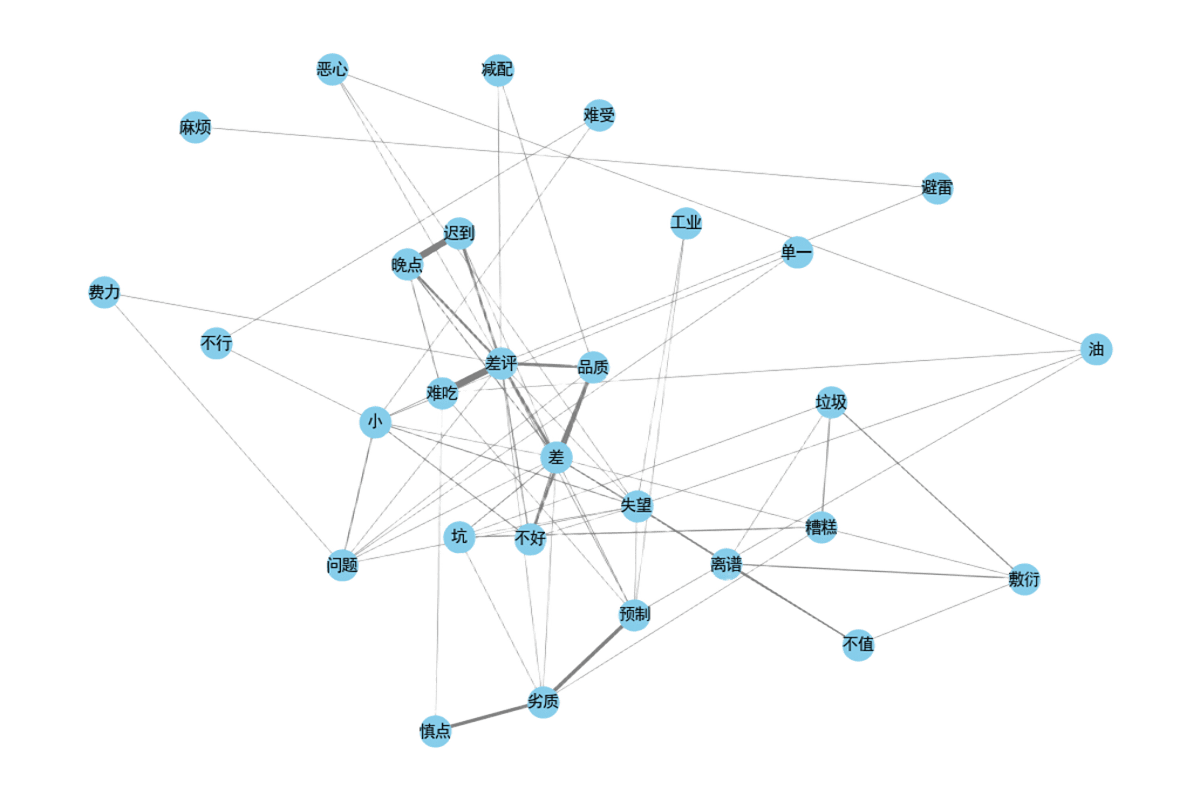 恶心
减配
难受
麻烦
避雷
工业
迟到
单一
晚点
费力
不行
油
差评
品质
难吃
垃圾
小
差
失望
糟糕
坑
不好
问题
离谱
敷衍
预制
不值
劣质
慎点